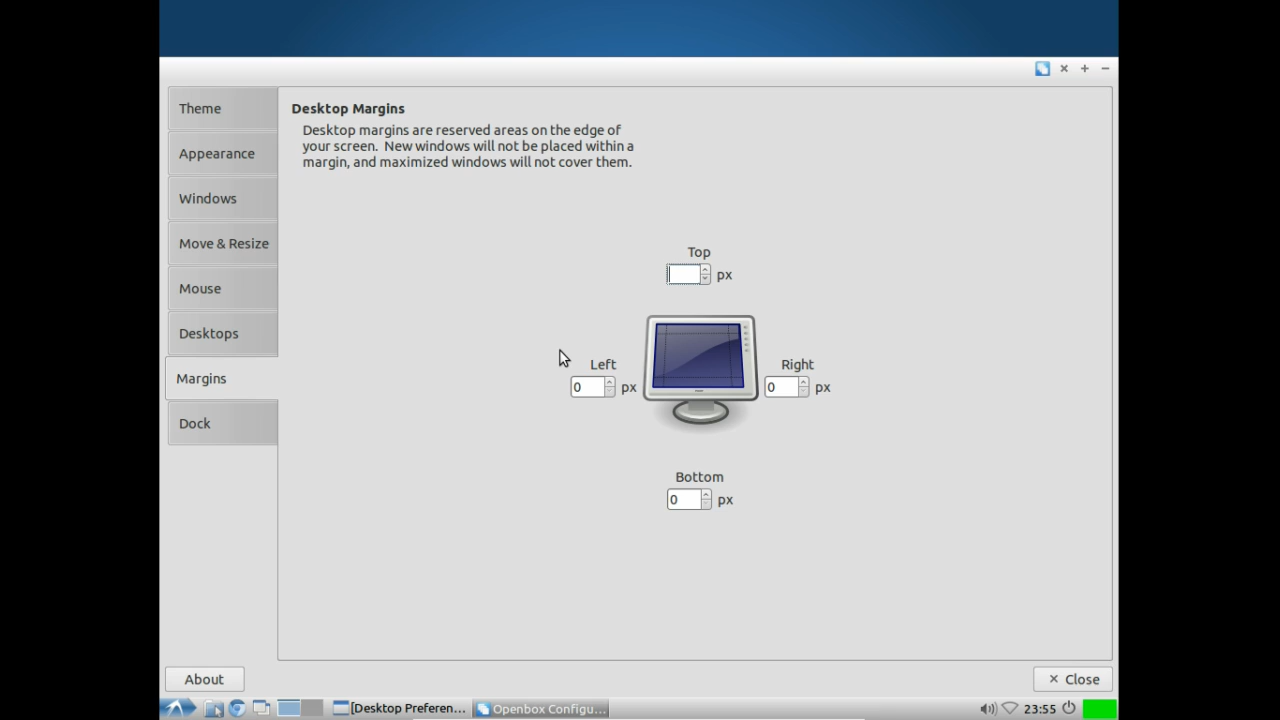 Theme
Appearance
Windows
Move & Resize
Mouse
Desktops
Margins
Dock
Desktop Margins
Desktop margins are reserved areas on the edge of
your screen. New windows will not be placed within a
margin, and maximized windows will not cover them.
Top
px
Left
0 px
Right
0 px
Bottom
0 px
About
Close
[Desktop Preferen...
Openbox Configu...
23:55